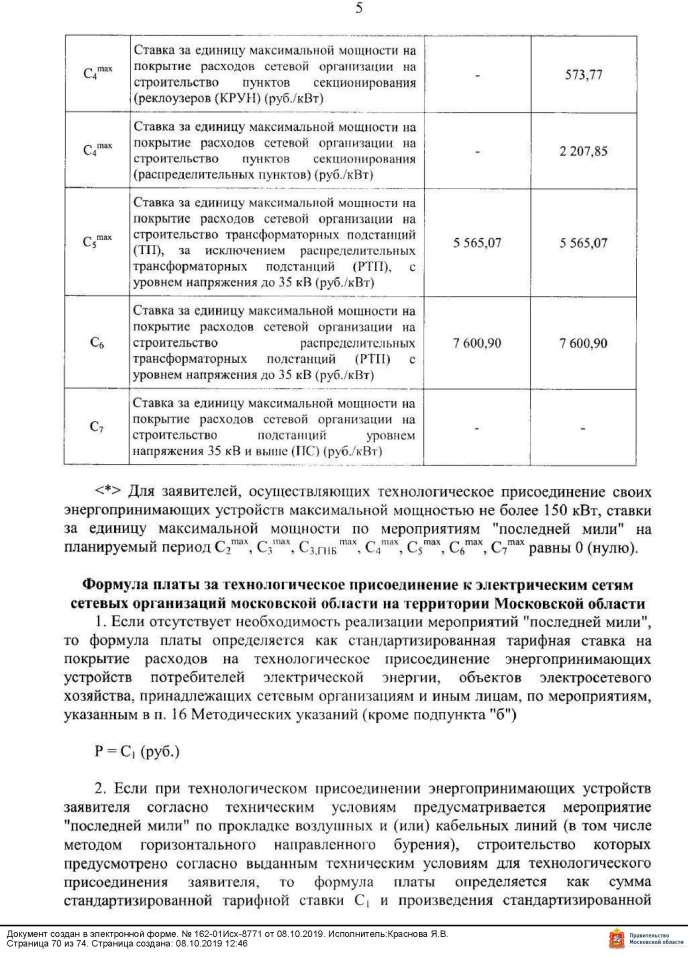 5
C₄ᵐᵃˣ
Ставка за единицу максимальной мощности на
покрытие расходов сетевой организации на
строительство пунктов секционирования
(реклоузеров (КРУН) (руб./кВт)
-
573,77
C₄ᵐᵃˣ
Ставка за единицу максимальной мощности на
покрытие расходов сетевой организации на
строительство пунктов секционирования
(распределительных пунктов) (руб./кВт)
-
2 207,85
C₅ᵐᵃˣ
Ставка за единицу максимальной мощности на
покрытие расходов сетевой организации на
строительство трансформаторных подстанций
(ТП), за исключением распределительных
трансформаторных подстанций (РТП), с
уровнем напряжения до 35 кВ (руб./кВт)
5 565,07
5 565,07
C₆
Ставка за единицу максимальной мощности на
покрытие расходов сетевой организации на
строительство распределительных
трансформаторных подстанций (РТП) с
уровнем напряжения до 35 кВ (руб./кВт)
7 600,90
7 600,90
C₇
Ставка за единицу максимальной мощности на
покрытие расходов сетевой организации на
строительство подстанций уровнем
напряжения 35 кВ и выше (ПС) (руб./кВт)
-
-
<*> Для заявителей, осуществляющих технологическое присоединение своих
энергопринимающих устройств максимальной мощностью не более 150 кВт, ставки
за единицу максимальной мощности по мероприятиям "последней мили" на
планируемый период C₂ᵐᵃˣ, C₃ᵐᵃˣ, C₃,ГНБᵐᵃˣ, C₄ᵐᵃˣ, C₅ᵐᵃˣ, C₆ᵐᵃˣ, C₇ᵐᵃˣ равны 0 (нулю).
Формула платы за технологическое присоединение к электрическим сетям
сетевых организаций московской области на территории Московской области
1. Если отсутствует необходимость реализации мероприятий "последней мили",
то формула платы определяется как стандартизированная тарифная ставка на
покрытие расходов на технологическое присоединение энергопринимающих
устройств потребителей электрической энергии, объектов электросетевого
хозяйства, принадлежащих сетевым организациям и иным лицам, по мероприятиям,
указанным в п. 16 Методических указаний (кроме подпункта "б")
P = C₁ (руб.)
2. Если при технологическом присоединении энергопринимающих устройств
заявителя согласно техническим условиям предусматривается мероприятие
"последней мили" по прокладке воздушных и (или) кабельных линий (в том числе
методом горизонтального направленного бурения), строительство которых
предусмотрено согласно выданным техническим условиям для технологического
присоединения заявителя, то формула платы определяется как сумма
стандартизированной тарифной ставки C₁ и произведения стандартизированной
Документ создан в электронной форме. № 162-01Исх-8771 от 08.10.2019. Исполнитель:Краснова Я.В.
Страница 70 из 74. Страница создана: 08.10.2019 12:46
Правительство
Московской области